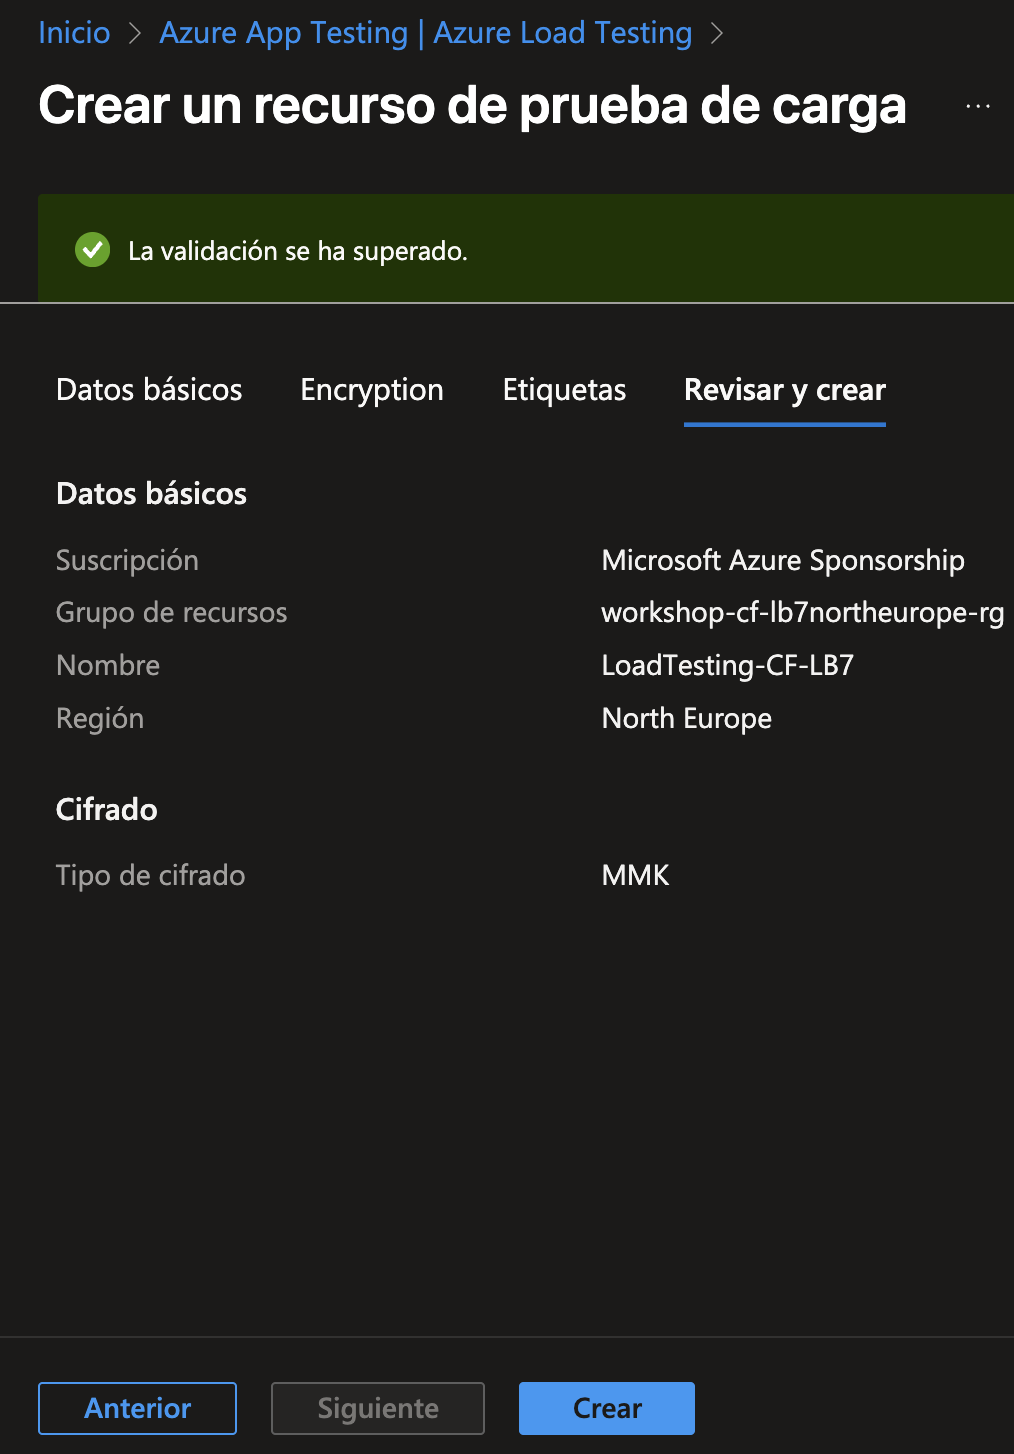 Inicio > Azure App Testing | Azure Load Testing >
Crear un recurso de prueba de carga ...
La validación se ha superado.
Datos básicos Encryption Etiquetas Revisar y crear
Datos básicos
Suscripción Microsoft Azure Sponsorship
Grupo de recursos workshop-cf-lb7northeurope-rg
Nombre LoadTesting-CF-LB7
Región North Europe
Cifrado
Tipo de cifrado MMK
Anterior Siguiente Crear